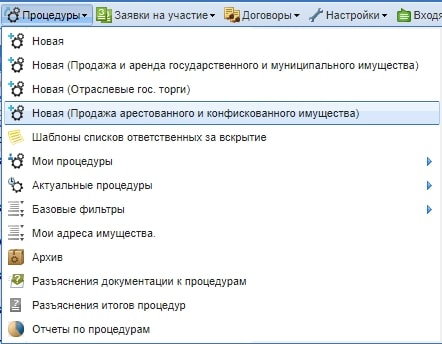 Процедуры Заявки на участие Договоры Настройки
Новая
Новая (Продажа и аренда государственного и муниципального имущества)
Новая (Отраслевые гос. торги)
Новая (Продажа арестованного и конфискованного имущества)
Шаблоны списков ответственных за вскрытие
Мои процедуры
Актуальные процедуры
Базовые фильтры
Мои адреса имущества.
Архив
Разъяснения документации к процедурам
Разъяснения итогов процедур
Отчеты по процедурам